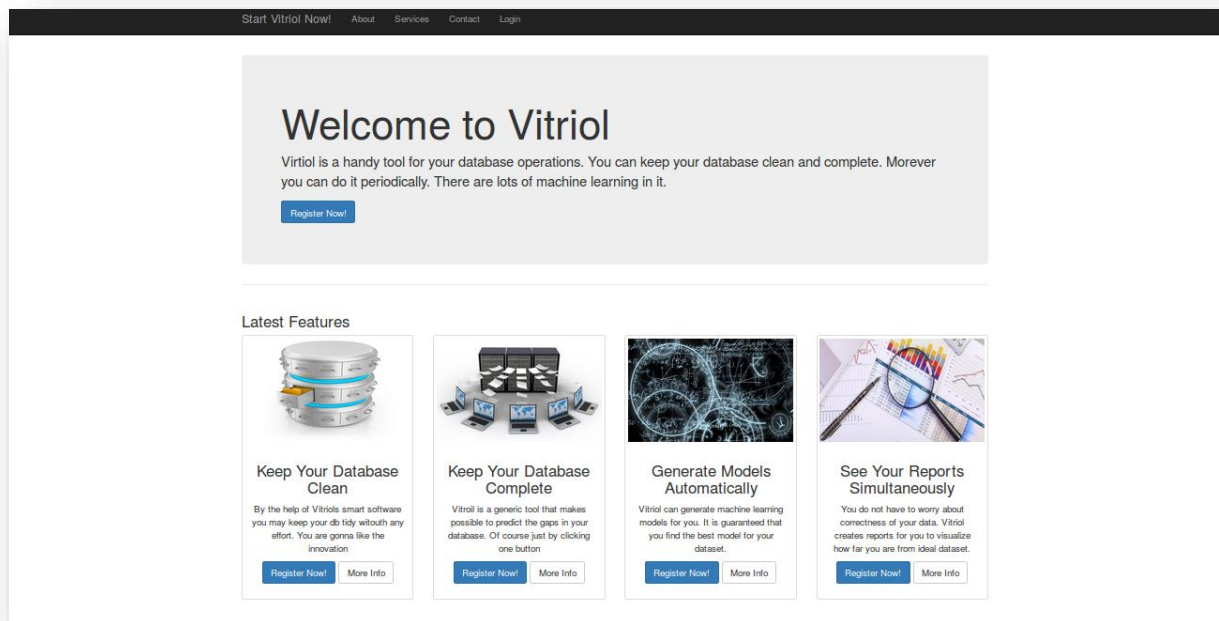 Start Vitriol Now! About Services Contact Login
Welcome to Vitriol
Virtiol is a handy tool for your database operations. You can keep your database clean and complete. Morever
you can do it periodically. There are lots of machine learning in it.
Register Now!
Latest Features
Keep Your Database
Clean
By the help of Vitriols smart software
you may keep your db tidy witouth any
effort. You are gonna like the
innovation
Register Now! More Info
Keep Your Database
Complete
Vitroil is a generic tool that makes
possible to predict the gaps in your
database. Of course just by clicking
one button
Register Now! More Info
Generate Models
Automatically
Vitriol can generate machine learning
models for you. It is guaranteed that
you find the best model for your
dataset.
Register Now! More Info
See Your Reports
Simultaneously
You do not have to worry about
correctness of your data. Vitriol
creates reports for you to visualize
how far you are from ideal dataset.
Register Now! More Info